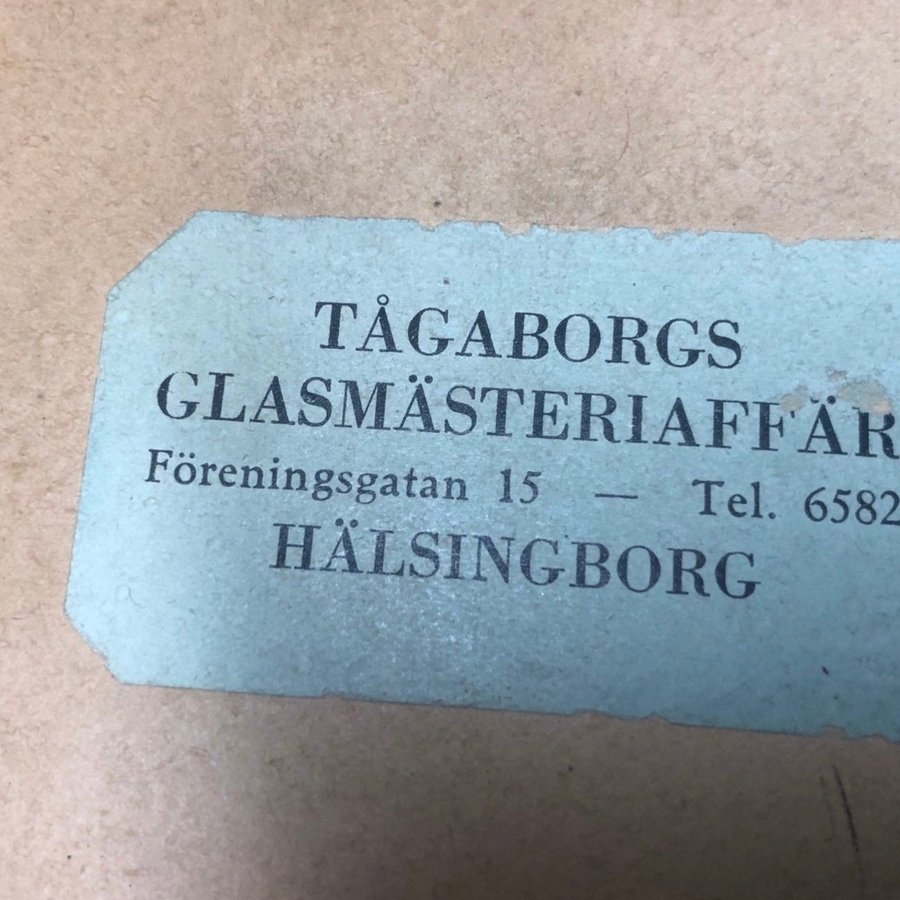 TÅGABORGS
GLASMÄSTERIAFFÄR
Föreningsgatan 15 — Tel. 6582
HÄLSINGBORG